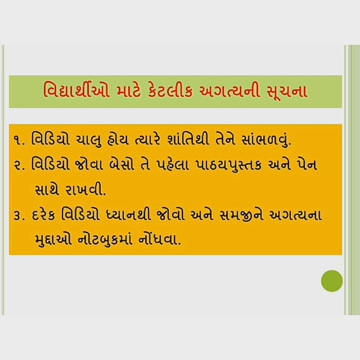 વિદ્યાર્થીઓ માટે કેટલીક અગત્યની સૂચના
૧. વિડિયો ચાલુ હોય ત્યારે શાંતિથી તેને સાંભળવું.
૨. વિડિયો જોવા બેસો તે પહેલા પાઠયપુસ્તક અને પેન
સાથે રાખવી.
૩. દરેક વિડિયો ધ્યાનથી જોવો અને સમજીને અગત્યના
મુદ્દાઓ નોટબુકમાં નોંધવા.